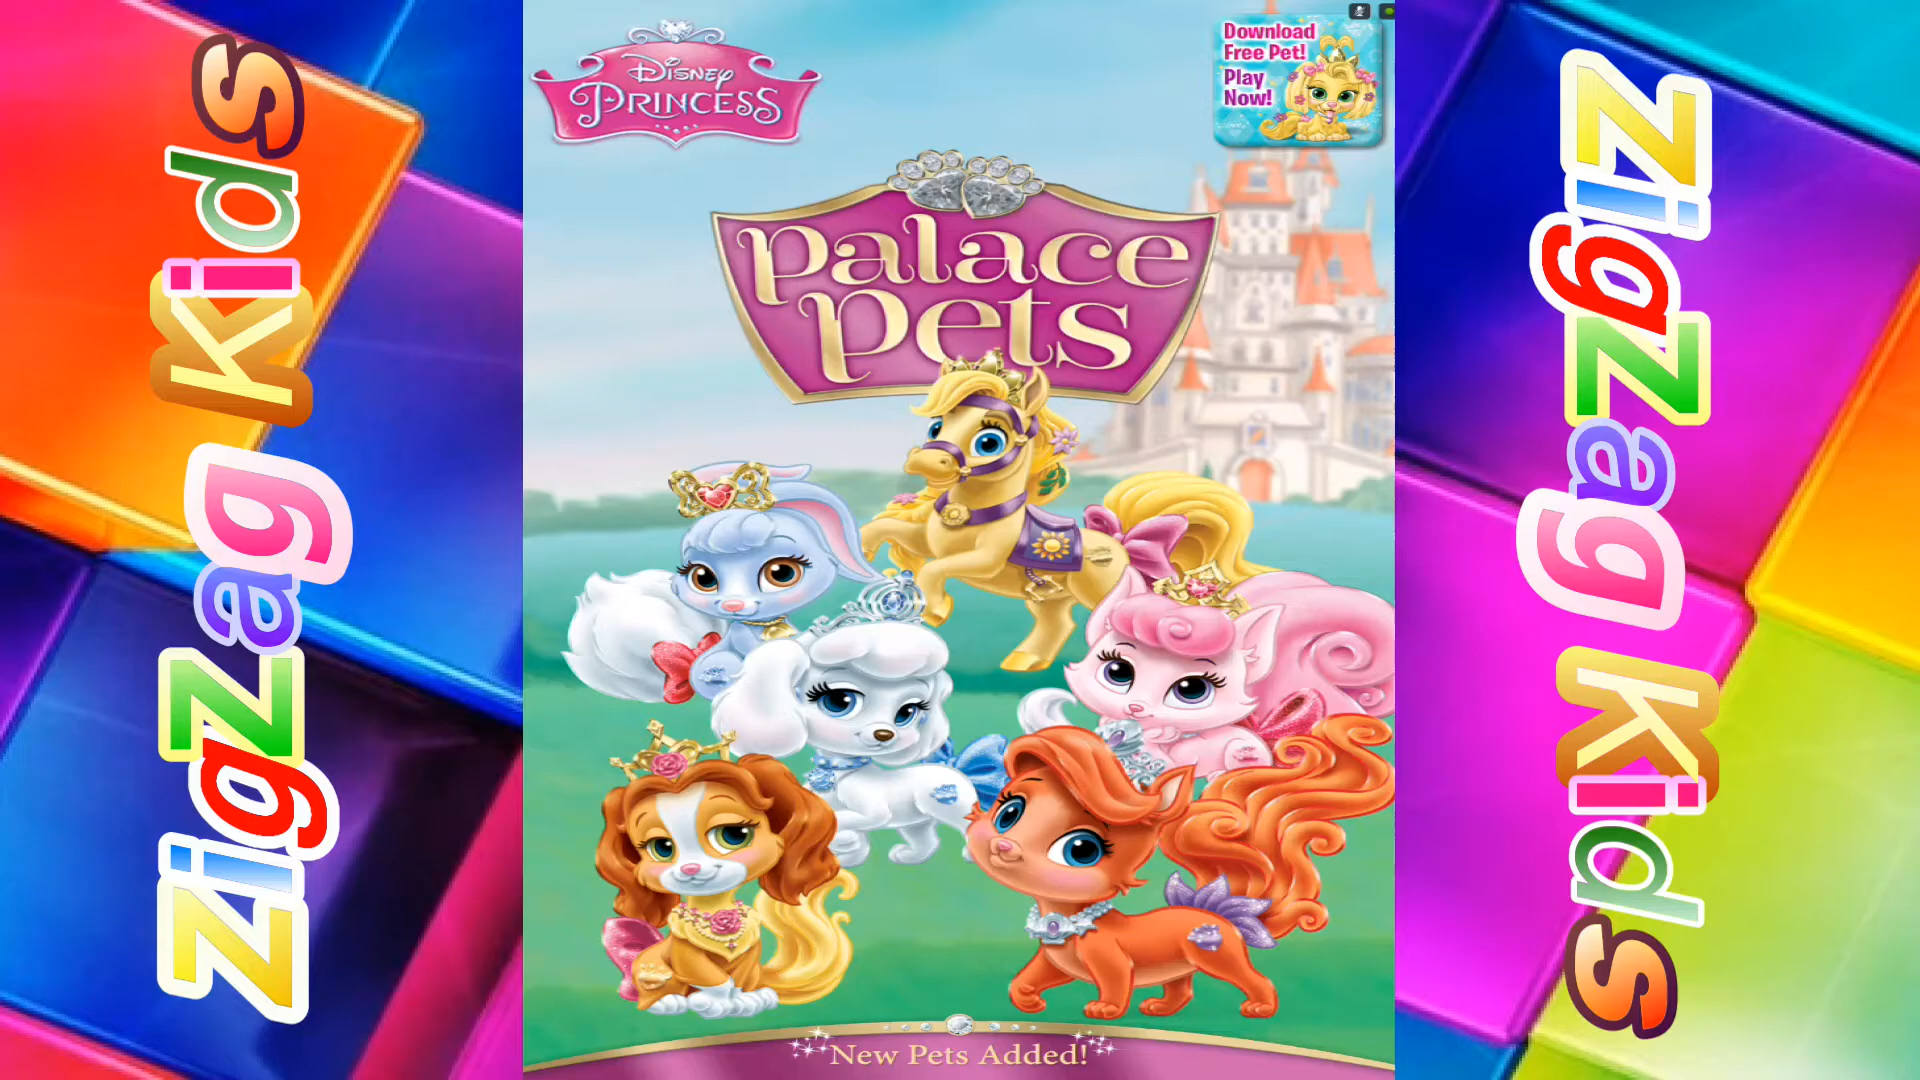 ZigZag Kids
Disney
Princess
Download
Free Pet!
Play
Now!
Palace
Pets
New Pets Added!
ZigZag Kids